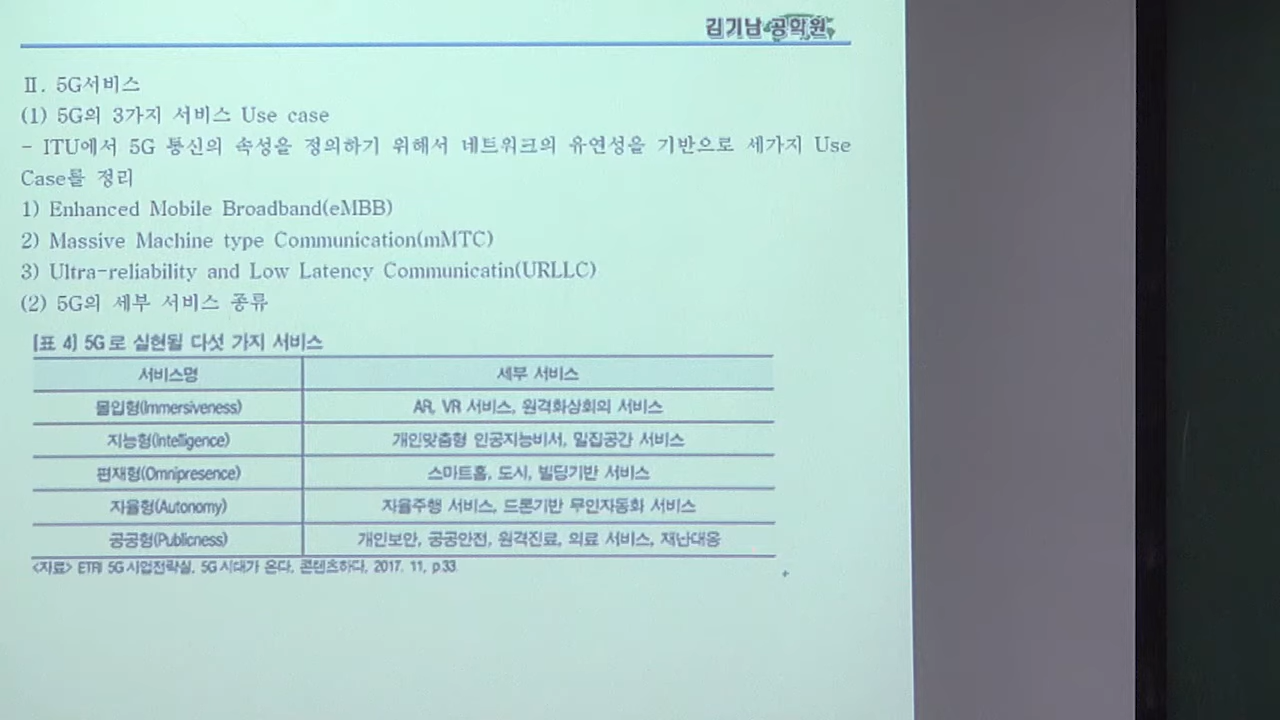 김기남 공학원
Ⅱ. 5G서비스
(1) 5G의 3가지 서비스 Use case
- ITU에서 5G 통신의 속성을 정의하기 위해서 네트워크의 유연성을 기반으로 세가지 Use
Case를 정리
1) Enhanced Mobile Broadband(eMBB)
2) Massive Machine type Communication(mMTC)
3) Ultra-reliability and Low Latency Communicatin(URLLC)
(2) 5G의 세부 서비스 종류
[표 4] 5G로 실현될 다섯 가지 서비스
서비스명 세부 서비스
몰입형(Immersiveness) AR, VR 서비스, 원격화상회의 서비스
지능형(Intelligence) 개인맞춤형 인공지능비서, 밀집공간 서비스
편재형(Omnipresence) 스마트홈, 도시, 빌딩기반 서비스
자율형(Autonomy) 자율주행 서비스, 드론기반 무인자동화 서비스
공공형(Publicness) 개인보안, 공공안전, 원격진료, 의료 서비스, 재난대응
<자료> ETRI 5G사업전략실, 5G시대가 온다, 콘텐츠하다, 2017. 11, p.33.